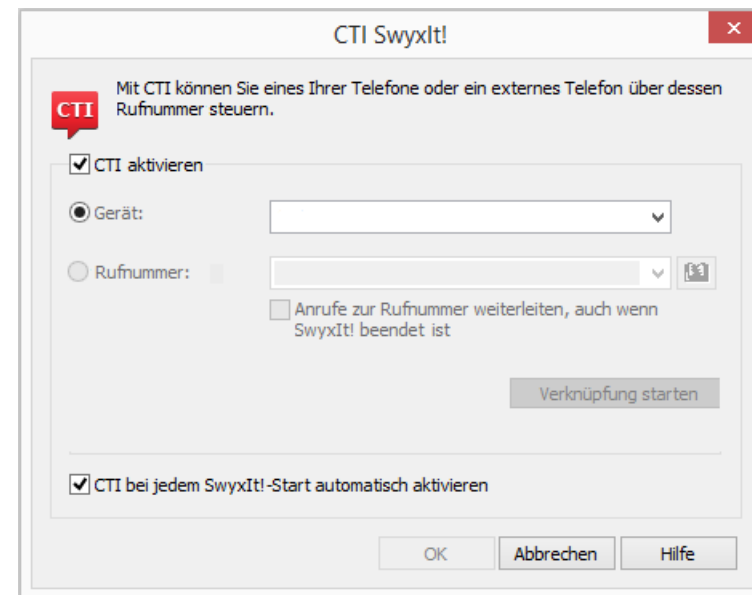 CTI SwyxIt!
CTI
Mit CTI können Sie eines Ihrer Telefone oder ein externes Telefon über dessen
Rufnummer steuern.
CTI aktivieren
Gerät:
Rufnummer:
Anrufe zur Rufnummer weiterleiten, auch wenn
SwyxIt! beendet ist
Verknüpfung starten
CTI bei jedem SwyxIt!-Start automatisch aktivieren
OK Abbrechen Hilfe